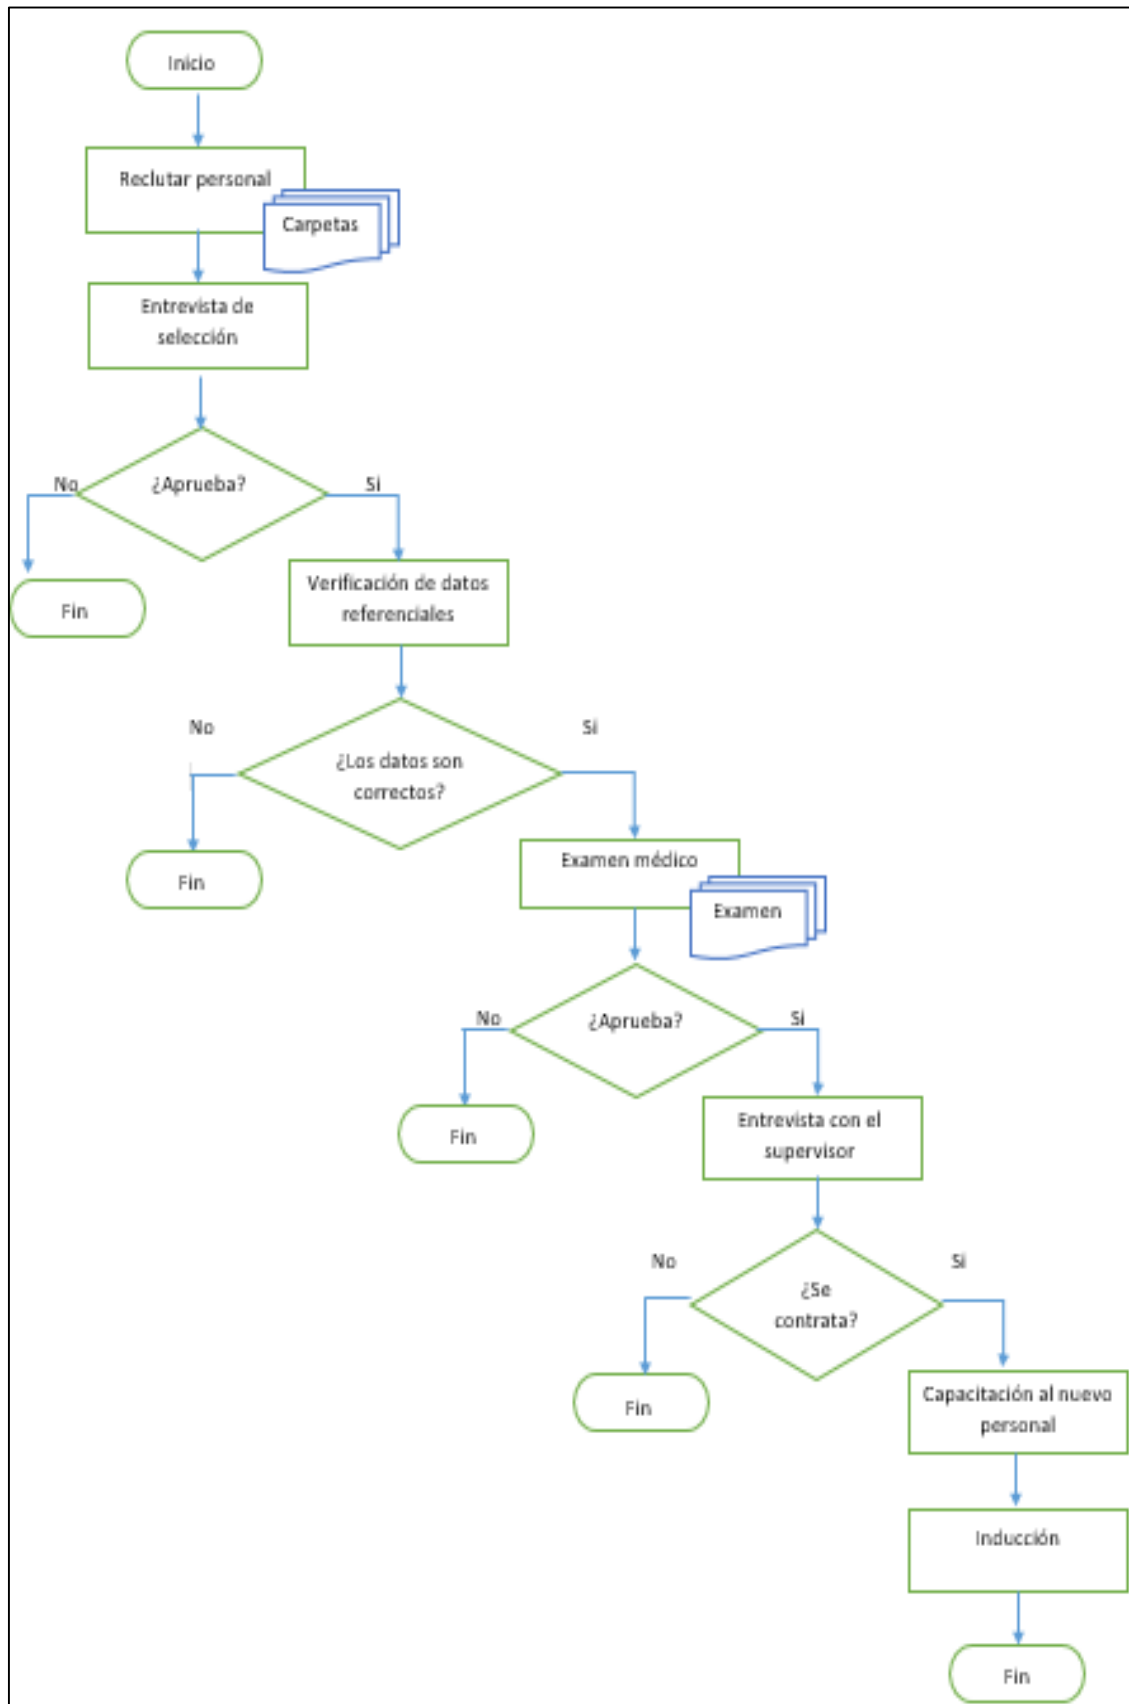 Inicio
Reclutar personal
Carpetas
Entrevista de
selección
¿Aprueba?
No
Si
Fin
Verificación de datos
referenciales
No
Si
¿Los datos son
correctos?
Fin
Examen médico
Examen
¿Aprueba?
No
Si
Fin
Entrevista con el
supervisor
No
Si
¿Se
contrata?
Fin
Capacitación al nuevo
personal
Inducción
Fin